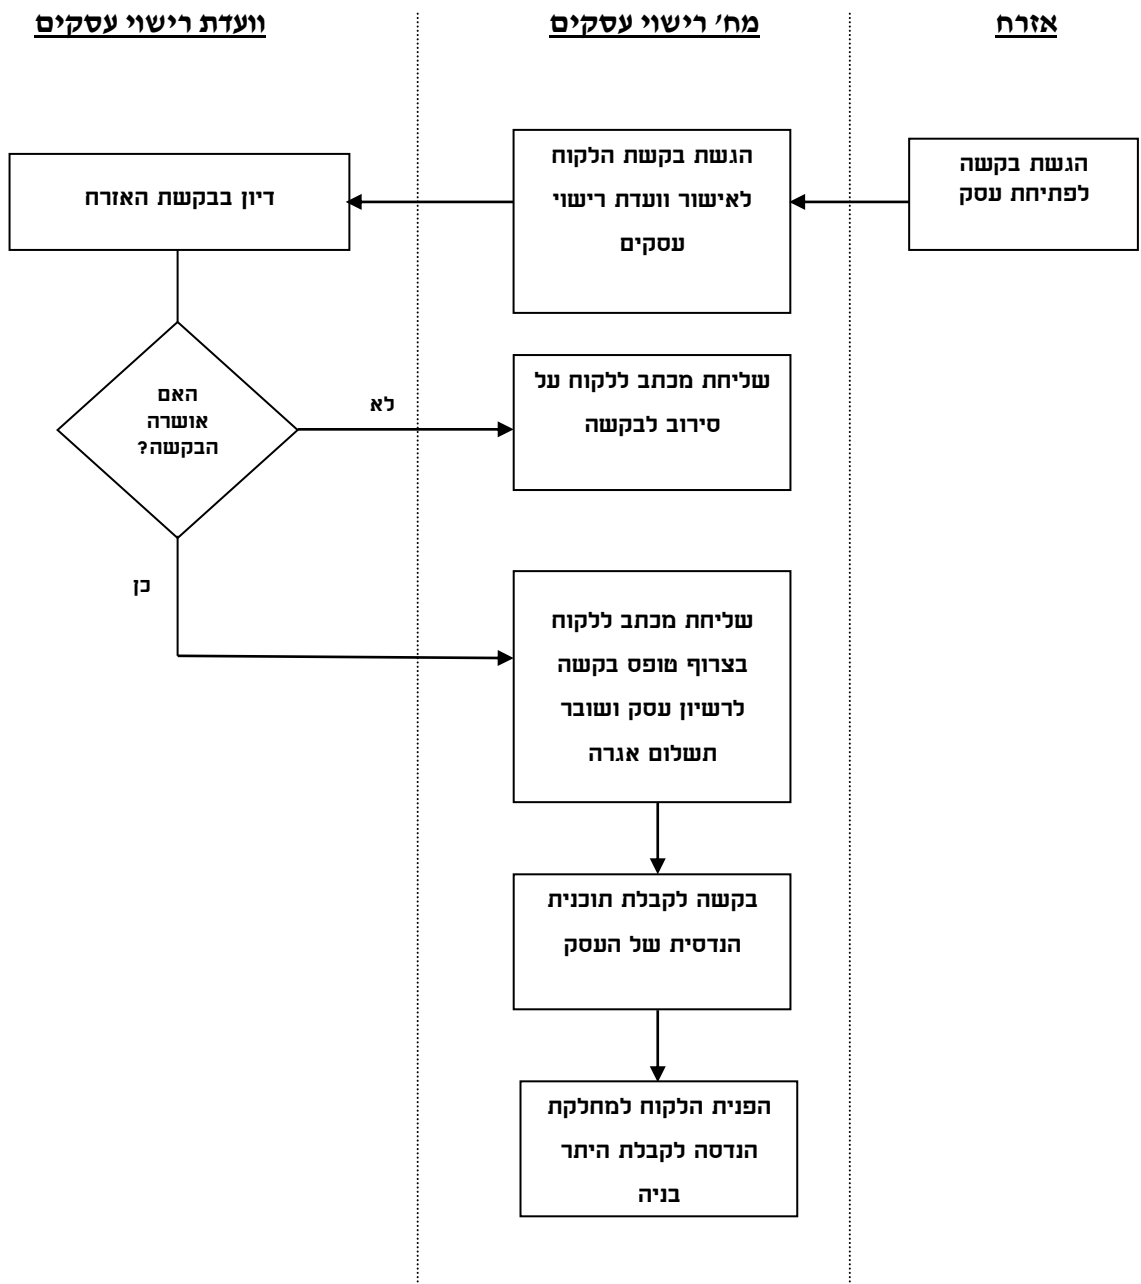 אזרח
מח' רישוי עסקים
וועדת רישוי עסקים
הגשת בקשה
לפתיחת עסק
הגשת בקשת הלקוח
לאישור וועדת רישוי
עסקים
דיון בבקשת האזרח
האם
אושרה
הבקשה?
לא
שליחת מכתב ללקוח על
סירוב לבקשה
כן
שליחת מכתב ללקוח
בצרוף טופס בקשה
לרשיון עסק ושובר
תשלום אגרה
בקשה לקבלת תוכנית
הנדסית של העסק
הפנית הלקוח למחלקת
הנדסה לקבלת היתר
בניה